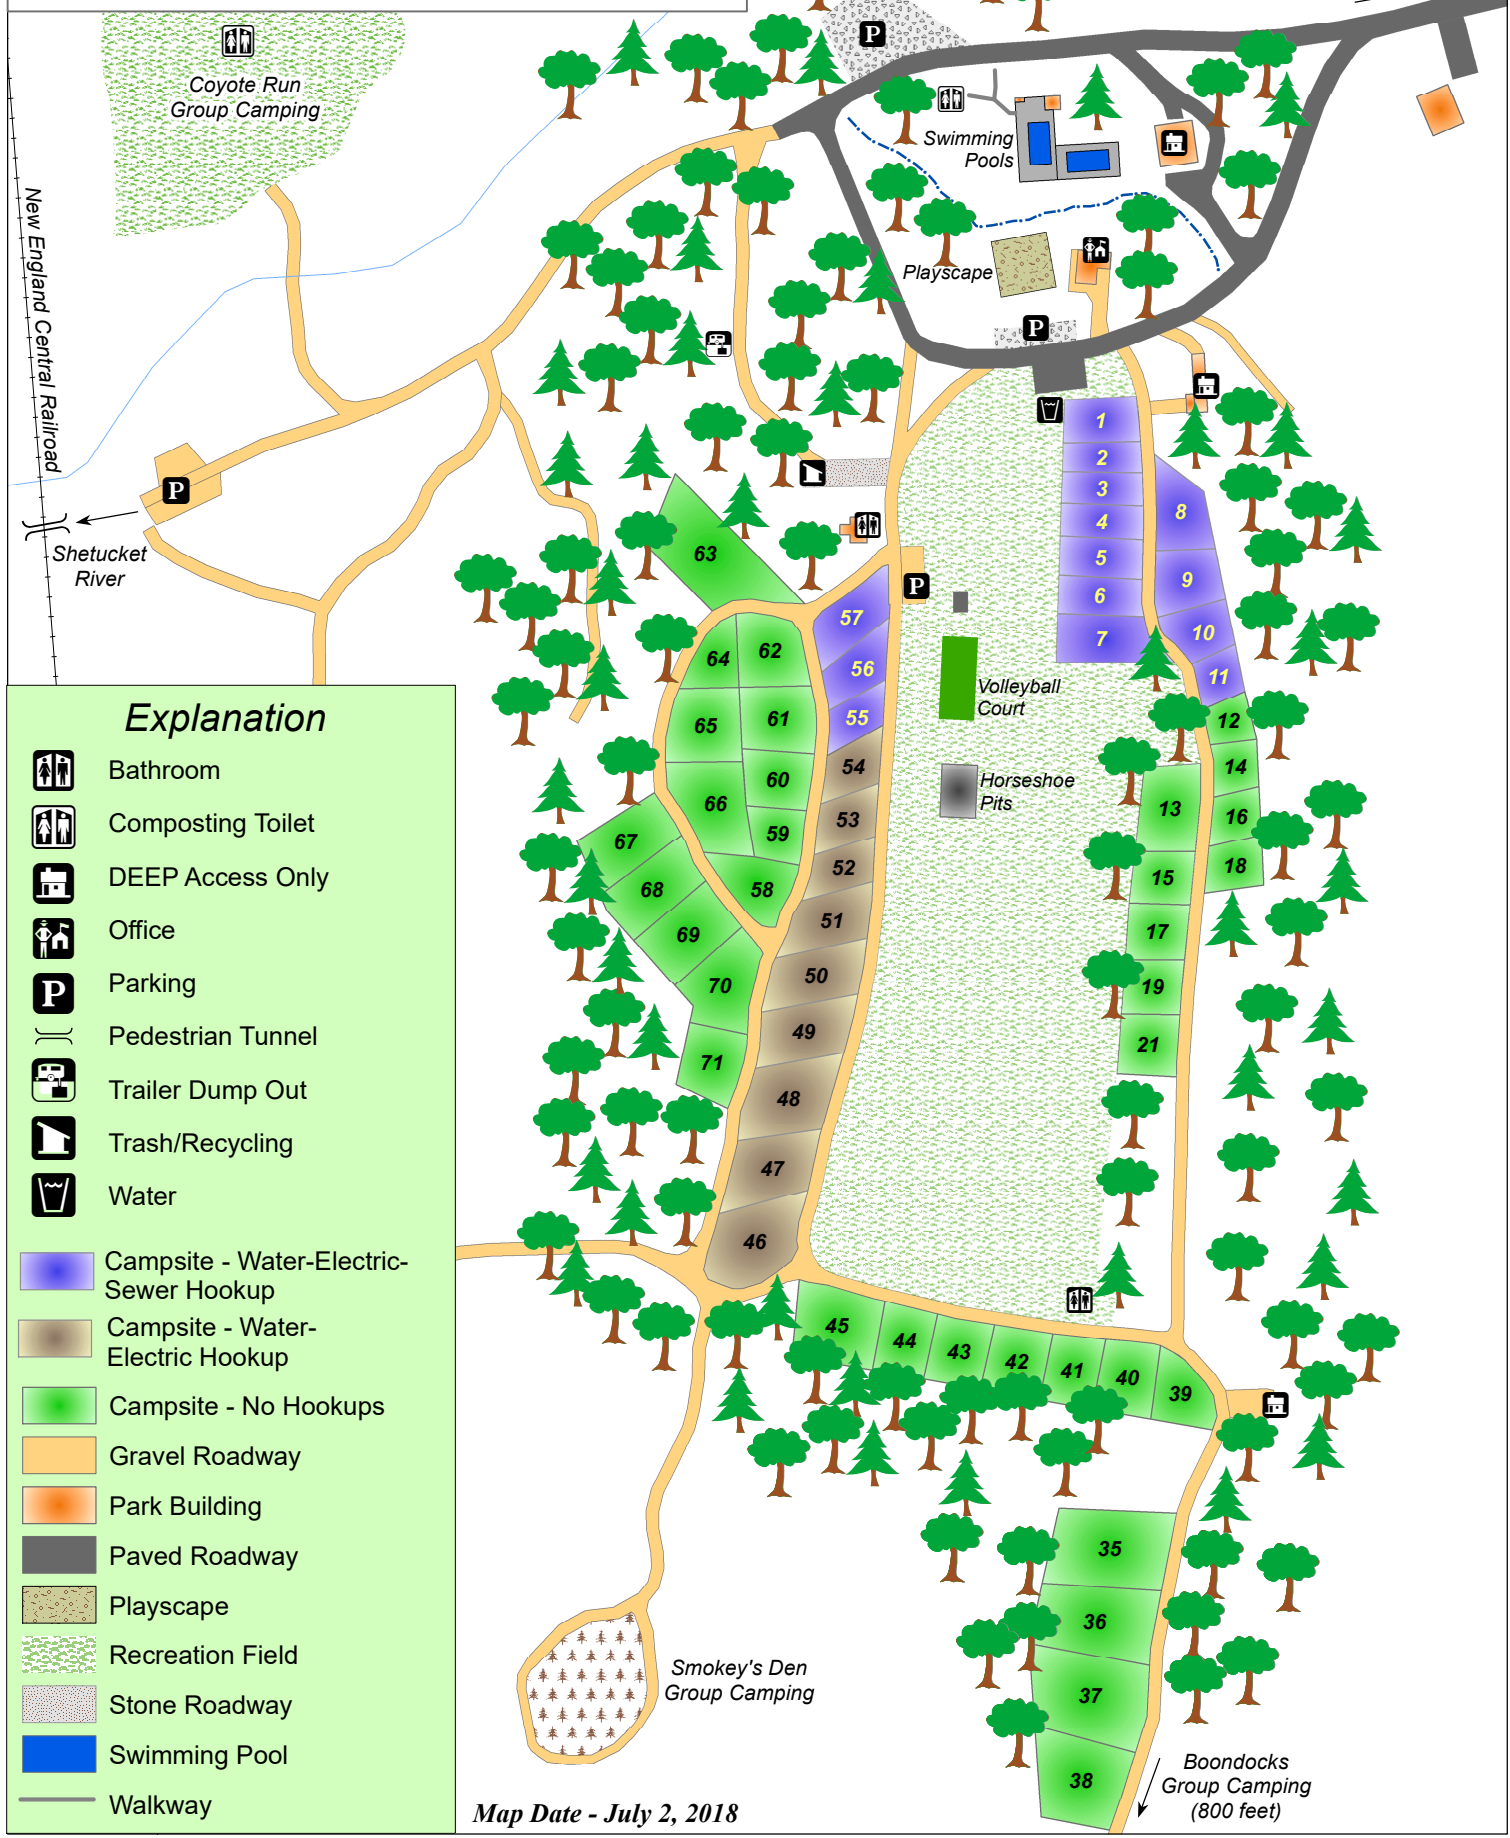 Coyote Run
Group Camping
New England Central Railroad
P
Swimming
Pools
Playscape
P
P
Shetucket
River
P
Volleyball
Court
Horseshoe
Pits
1
2
3
4
5
6
7
8
9
10
11
12
14
13
16
15
18
17
19
21
63
57
56
55
64
62
65
61
54
60
66
53
59
67
52
68
58
51
69
50
70
49
71
48
47
46
45
44
43
42
41
40
39
35
36
37
38
Smokey's Den
Group Camping
Boondocks
Group Camping
(800 feet)
Map Date - July 2, 2018
Explanation
Bathroom
Composting Toilet
DEEP Access Only
Office
P
Parking
Pedestrian Tunnel
Trailer Dump Out
Trash/Recycling
Water
Campsite - Water-Electric-
Sewer Hookup
Campsite - Water-
Electric Hookup
Campsite - No Hookups
Gravel Roadway
Park Building
Paved Roadway
Playscape
Recreation Field
Stone Roadway
Swimming Pool
Walkway